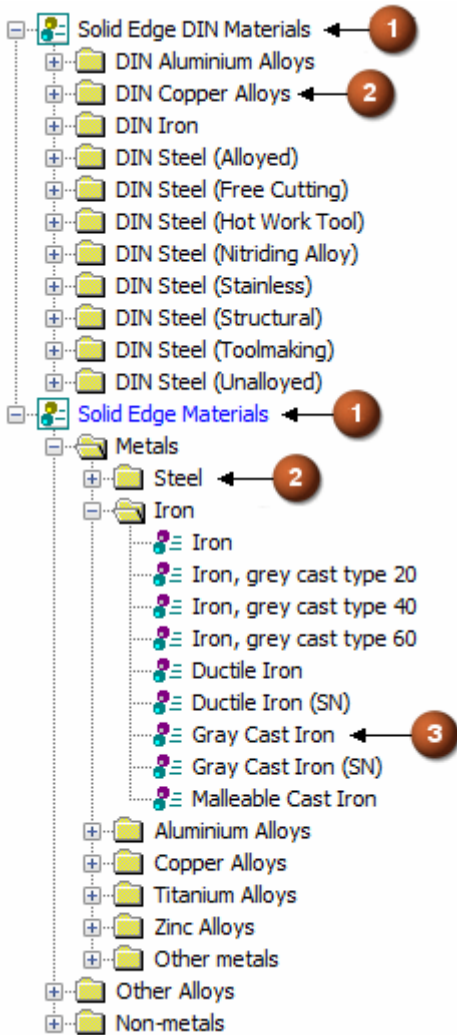 Solid Edge DIN Materials 1
DIN Aluminium Alloys
DIN Copper Alloys 2
DIN Iron
DIN Steel (Alloyed)
DIN Steel (Free Cutting)
DIN Steel (Hot Work Tool)
DIN Steel (Nitriding Alloy)
DIN Steel (Stainless)
DIN Steel (Structural)
DIN Steel (Toolmaking)
DIN Steel (Unalloyed)
Solid Edge Materials 1
Metals
Steel 2
Iron
Iron
Iron, grey cast type 20
Iron, grey cast type 40
Iron, grey cast type 60
Ductile Iron
Ductile Iron (SN)
Gray Cast Iron 3
Gray Cast Iron (SN)
Malleable Cast Iron
Aluminium Alloys
Copper Alloys
Titanium Alloys
Zinc Alloys
Other metals
Other Alloys
Non-metals